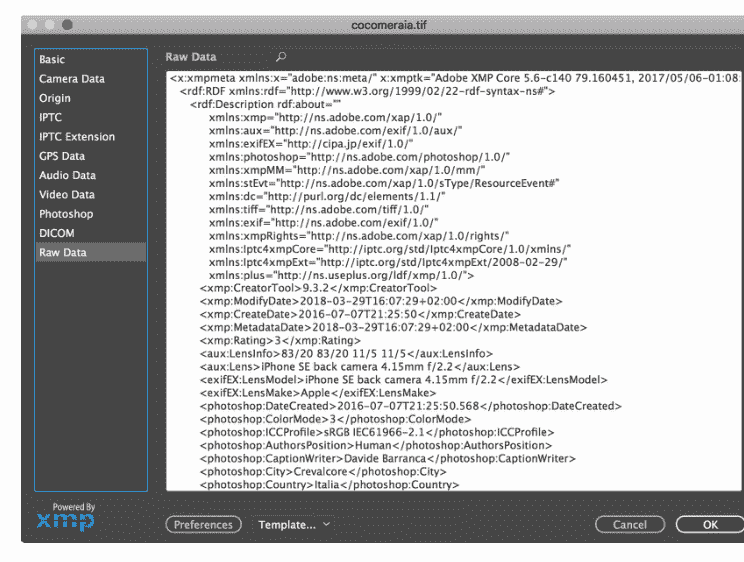 cocomeraia.tif
Basic
Camera Data
Origin
IPTC
IPTC Extension
GPS Data
Audio Data
Video Data
Photoshop
DICOM
Raw Data
Raw Data
<x:xmpmeta xmlns:x="adobe:ns:meta/" x:xmptk="Adobe XMP Core 5.6-c140 79.160451, 2017/05/06-01:08:
<rdf:RDF xmlns:rdf="http://www.w3.org/1999/02/22-rdf-syntax-ns#">
<rdf:Description rdf:about=""
xmlns:xmp="http://ns.adobe.com/xap/1.0/"
xmlns:aux="http://ns.adobe.com/exif/1.0/aux/"
xmlns:exifEX="http://cipa.jp/exif/1.0/"
xmlns:photoshop="http://ns.adobe.com/photoshop/1.0/"
xmlns:xmpMM="http://ns.adobe.com/xap/1.0/mm/"
xmlns:stEvt="http://ns.adobe.com/xap/1.0/sType/ResourceEvent#"
xmlns:dc="http://purl.org/dc/elements/1.1/"
xmlns:tiff="http://ns.adobe.com/tiff/1.0/"
xmlns:exif="http://ns.adobe.com/exif/1.0/"
xmlns:xmpRights="http://ns.adobe.com/xap/1.0/rights/"
xmlns:Iptc4xmpCore="http://iptc.org/std/Iptc4xmpCore/1.0/xmlns/"
xmlns:Iptc4xmpExt="http://iptc.org/std/Iptc4xmpExt/2008-02-29/"
xmlns:plus="http://ns.useplus.org/ldf/xmp/1.0/">
<xmp:CreatorTool>9.3.2</xmp:CreatorTool>
<xmp:ModifyDate>2018-03-29T16:07:29+02:00</xmp:ModifyDate>
<xmp:CreateDate>2016-07-07T21:25:50</xmp:CreateDate>
<xmp:MetadataDate>2018-03-29T16:07:29+02:00</xmp:MetadataDate>
<xmp:Rating>3</xmp:Rating>
<aux:LensInfo>83/20 83/20 11/5 11/5</aux:LensInfo>
<aux:Lens>iPhone SE back camera 4.15mm f/2.2</aux:Lens>
<exifEX:LensModel>iPhone SE back camera 4.15mm f/2.2</exifEX:LensModel>
<exifEX:LensMake>Apple</exifEX:LensMake>
<photoshop:DateCreated>2016-07-07T21:25:50.568</photoshop:DateCreated>
<photoshop:ColorMode>3</photoshop:ColorMode>
<photoshop:ICCProfile>sRGB IEC61966-2.1</photoshop:ICCProfile>
<photoshop:AuthorsPosition>Human</photoshop:AuthorsPosition>
<photoshop:CaptionWriter>Davide Barranca</photoshop:CaptionWriter>
<photoshop:City>Crevalcore</photoshop:City>
<photoshop:Country>Italia</photoshop:Country>
Powered By
xmp
Preferences
Template...
Cancel
OK